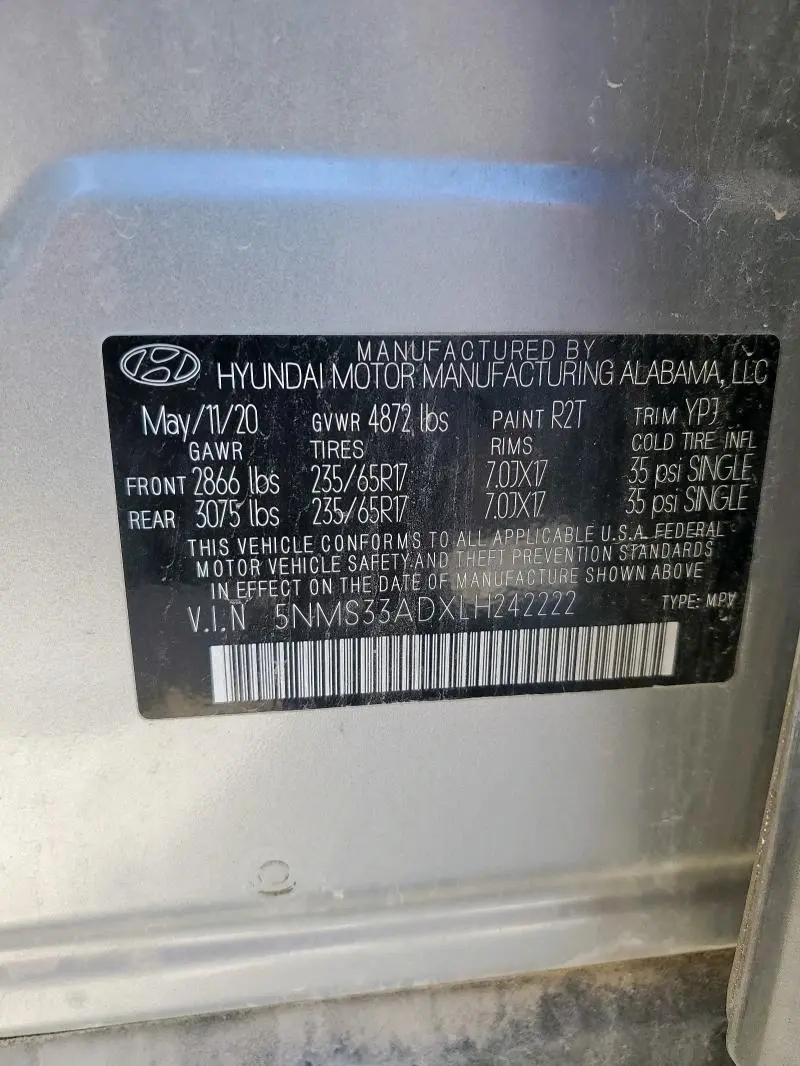 MANUFACTURED BY
HYUNDAI MOTOR MANUFACTURING ALABAMA, LLC
May/11/20 GVWR 4872 lbs PAINT R2T TRIM YPJ
GAWR TIRES RIMS COLD TIRE INFL
FRONT 2866 lbs 235/65R17 7.0JX17 35 psi SINGLE
REAR 3075 lbs 235/65R17 7.0JX17 35 psi SINGLE
THIS VEHICLE CONFORMS TO ALL APPLICABLE U.S.A. FEDERAL
MOTOR VEHICLE SAFETY AND THEFT PREVENTION STANDARDS
IN EFFECT ON THE DATE OF MANUFACTURE SHOWN ABOVE
V.I.N 5NMS33ADXLH242222 TYPE: MPV